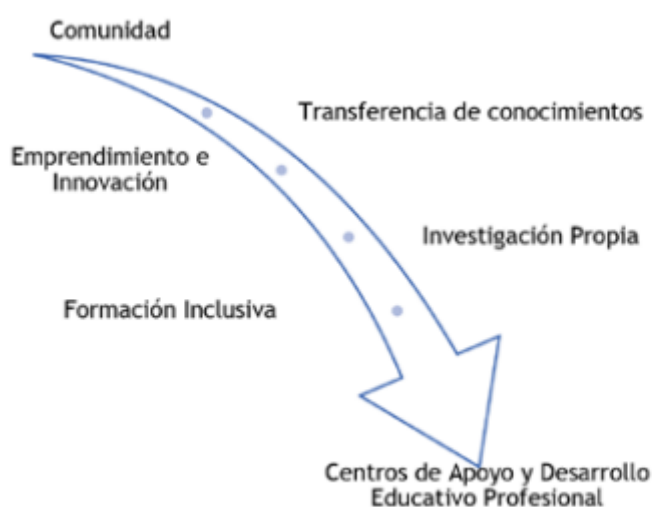 Comunidad
Transferencia de conocimientos
Emprendimiento e
Innovación
Investigación Propia
Formación Inclusiva
Centros de Apoyo y Desarrollo
Educativo Profesional